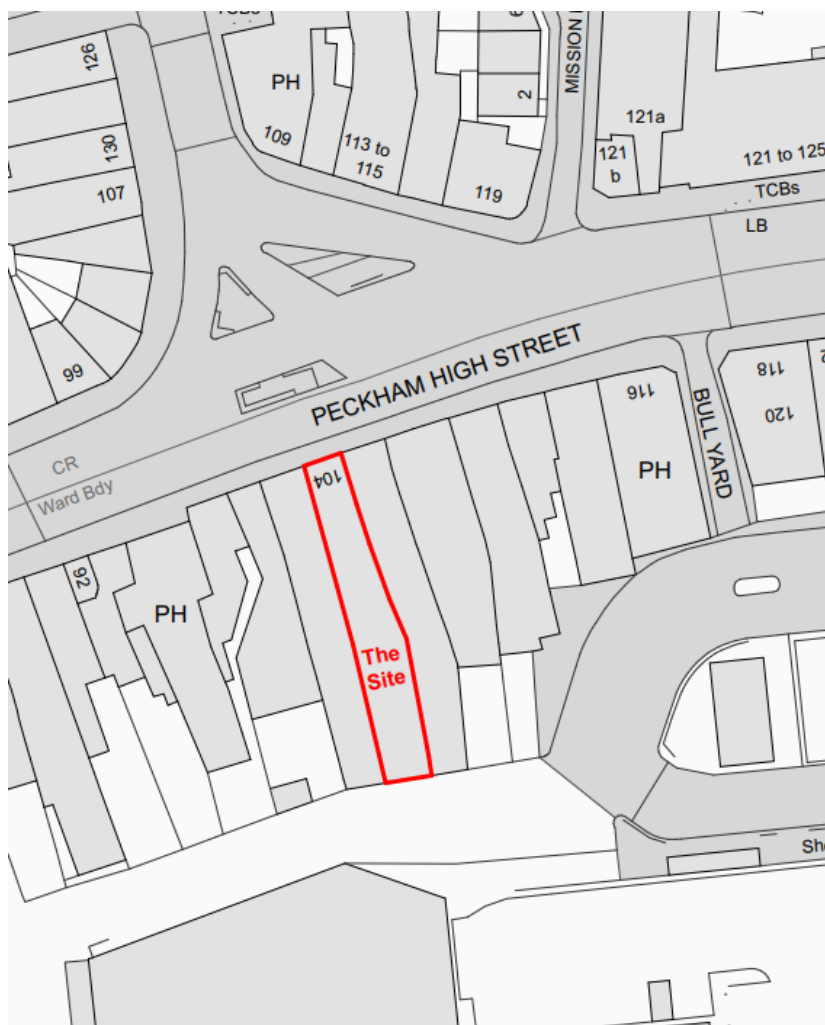 126
130
107
99
PH
109
113 to
115
119
2
MISSION
121a
121
b
121 to 125
TCBs
LB
PECKHAM HIGH STREET
CR
Ward Bdy
104
116
PH
BULL YARD
118
120
92
PH
The
Site